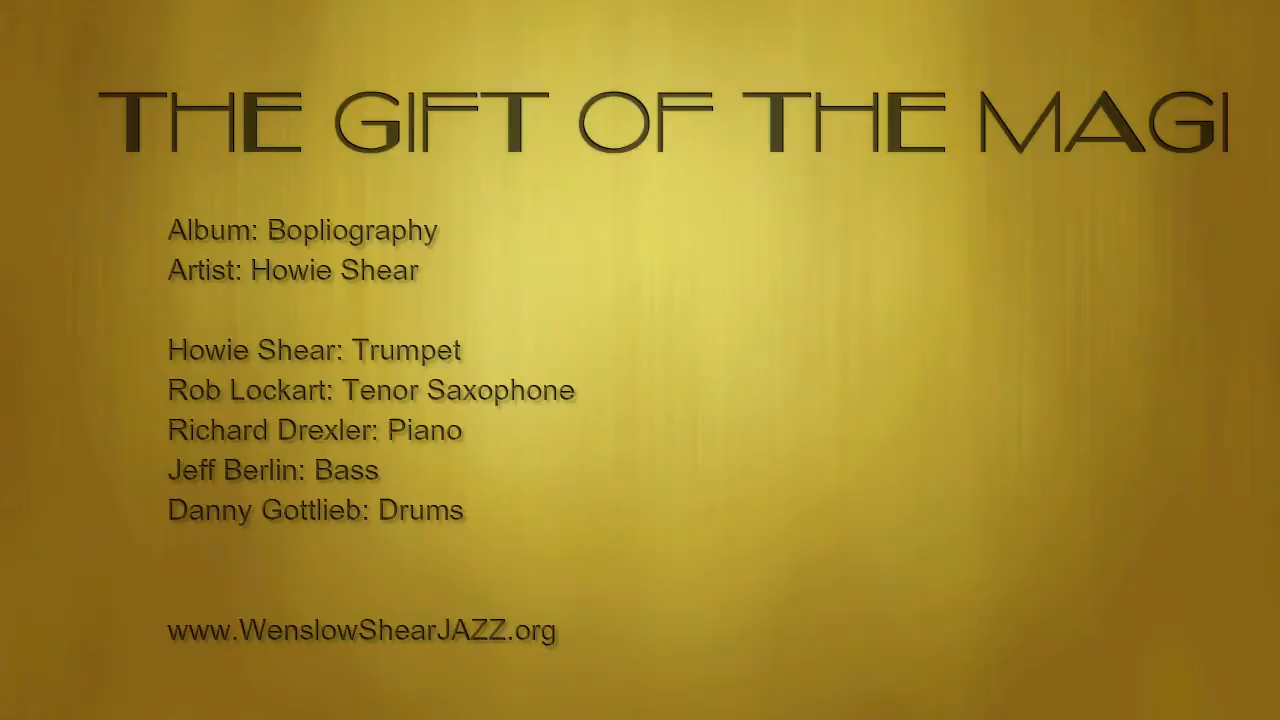 THE GIFT OF THE MAGI
Album: Bopliography
Artist: Howie Shear
Howie Shear: Trumpet
Rob Lockart: Tenor Saxophone
Richard Drexler: Piano
Jeff Berlin: Bass
Danny Gottlieb: Drums
www.WenslowShearJAZZ.org